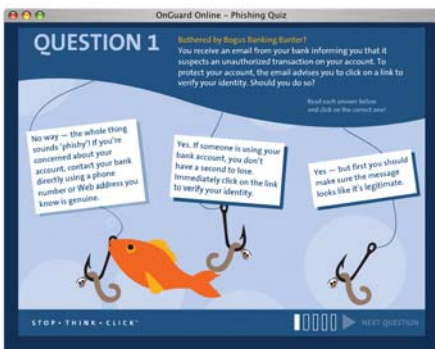 OnGuard Online – Phishing Quiz
QUESTION 1
Bothered by Bogus Banking Banter?
You receive an email from your bank informing you that it
suspects an unauthorized transaction on your account. To
protect your account, the email advises you to click on a link to
verify your identity. Should you do so?
Read each answer below
and click on the correct one!
No way — the whole thing
sounds 'phishy'! If you're
concerned about your
account, contact your bank
directly using a phone
number or Web address you
know is genuine.
Yes. If someone is using your
bank account, you don't
have a second to lose.
Immediately click on the link
to verify your identity.
Yes — but first you should
make sure the message
looks like it's legitimate.
STOP • THINK • CLICK
NEXT QUESTION